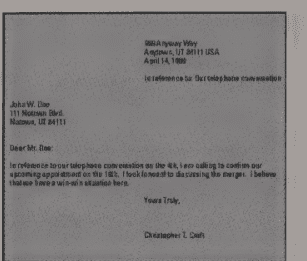 999 Anyway Way
Anytown, UT 84111 USA
April 14, 1999
In reference to: Our telephone conversation
John W. Doe
111 Notown Blvd.
Notown, UT 84111
Dear Mr. Doe:
In reference to our telephone conversation on the 4th, I am calling to confirm our
upcoming appointment on the 18th. I look forward to discussing the merger. I believe
that we have a win-win situation here.
Yours Truly,
Christopher T. Craft